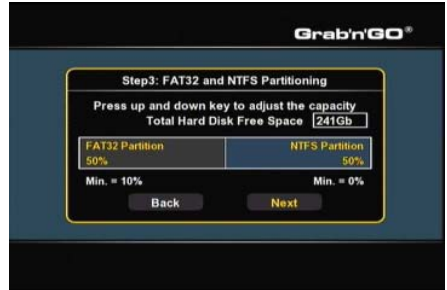 Grab'n'GO®
Step3: FAT32 and NTFS Partitioning
Press up and down key to adjust the capacity
Total Hard Disk Free Space 241Gb
FAT32 Partition NTFS Partition
50% 50%
Min. = 10% Min. = 0%
Back Next